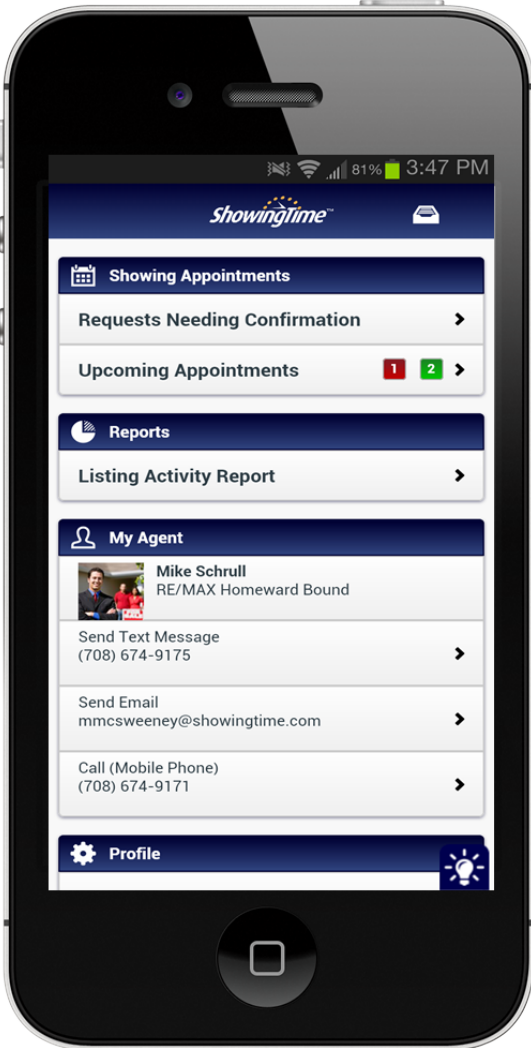 81% 3:47 PM
ShowingTime™
Showing Appointments
Requests Needing Confirmation
Upcoming Appointments 1 2
Reports
Listing Activity Report
My Agent
Mike Schrull
RE/MAX Homeward Bound
Send Text Message
(708) 674-9175
Send Email
mmcsweeney@showingtime.com
Call (Mobile Phone)
(708) 674-9171
Profile